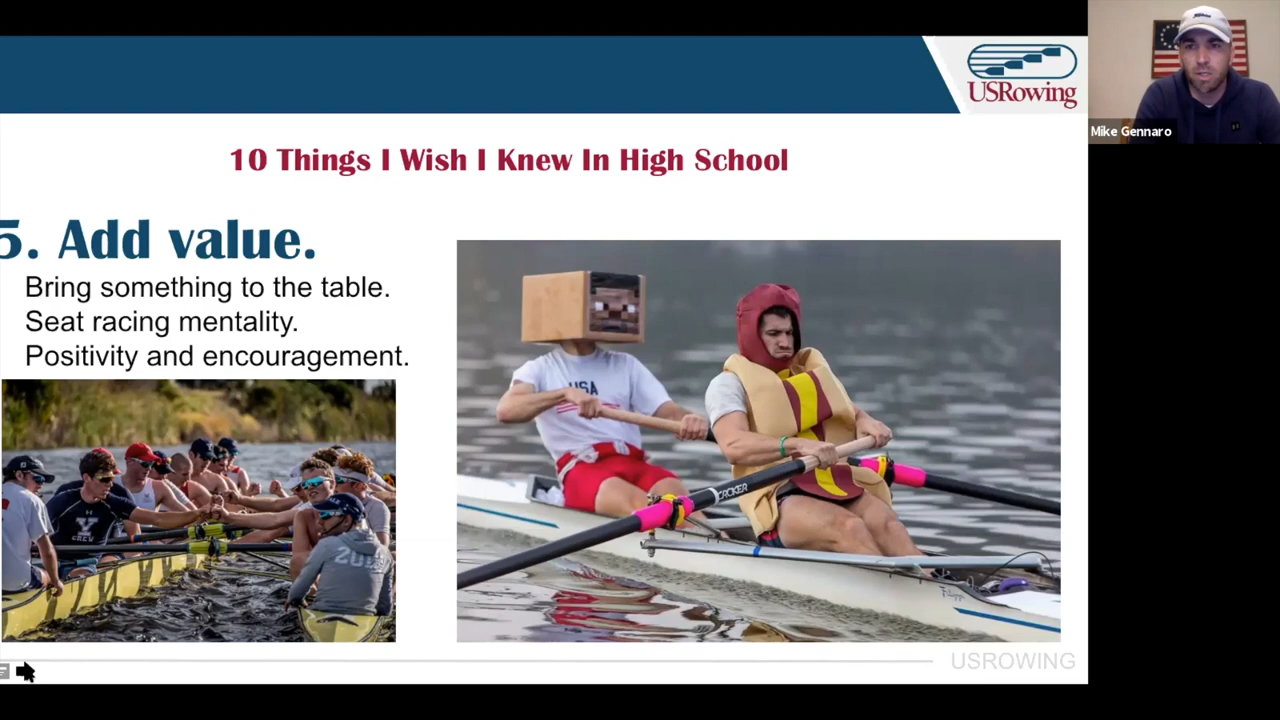 USRowing
Mike Gennaro
10 Things I Wish I Knew In High School
5. Add value.
Bring something to the table.
Seat racing mentality.
Positivity and encouragement.
USA
CROKER
Y
CREW
USROWING